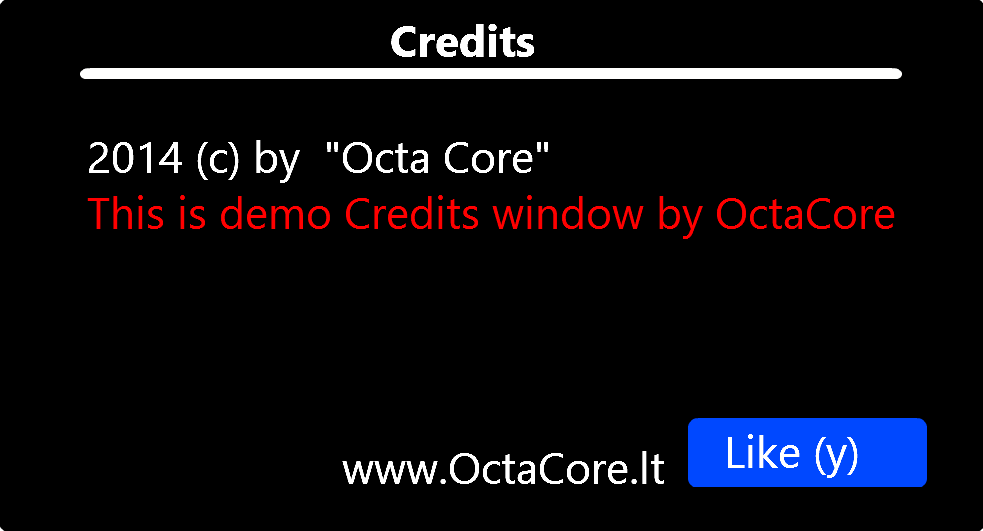 Credits
2014 (c) by  "Octa Core"
This is demo Credits window by OctaCore
www.OctaCore.lt
Like (y)